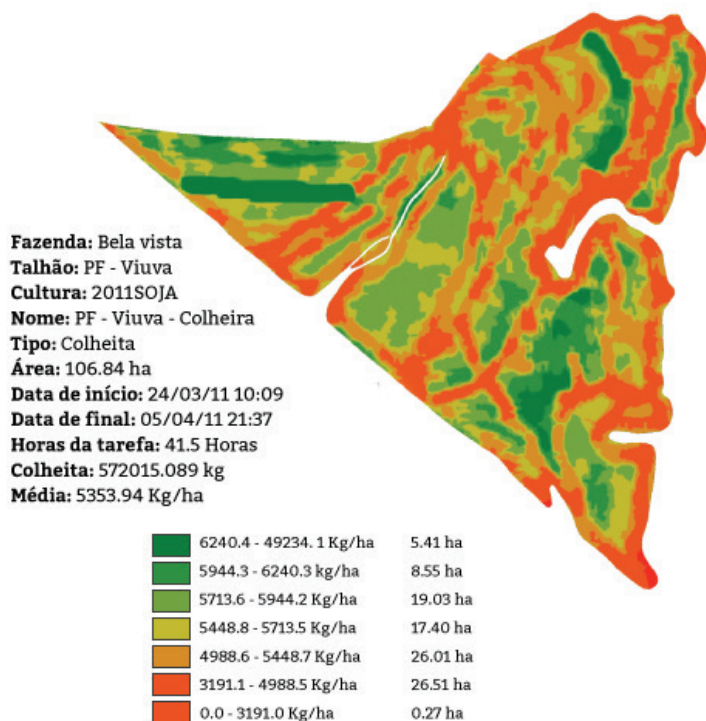 Fazenda: Bela vista
Talhão: PF - Viuva
Cultura: 2011SOJA
Nome: PF - Viuva - Colheira
Tipo: Colheita
Área: 106.84 ha
Data de início: 24/03/11 10:09
Data de final: 05/04/11 21:37
Horas da tarefa: 41.5 Horas
Colheita: 572015.089 kg
Média: 5353.94 Kg/ha
6240.4 - 49234.1 Kg/ha 5.41 ha
5944.3 - 6240.3 kg/ha 8.55 ha
5713.6 - 5944.2 Kg/ha 19.03 ha
5448.8 - 5713.5 Kg/ha 17.40 ha
4988.6 - 5448.7 Kg/ha 26.01 ha
3191.1 - 4988.5 Kg/ha 26.51 ha
0.0 - 3191.0 Kg/ha 0.27 ha